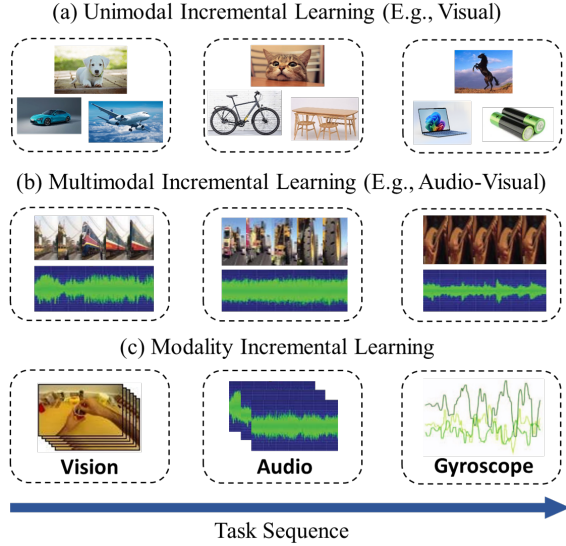 (a) Unimodal Incremental Learning (E.g., Visual)
(b) Multimodal Incremental Learning (E.g., Audio-Visual)
(c) Modality Incremental Learning
Vision
Audio
Gyroscope
Task Sequence